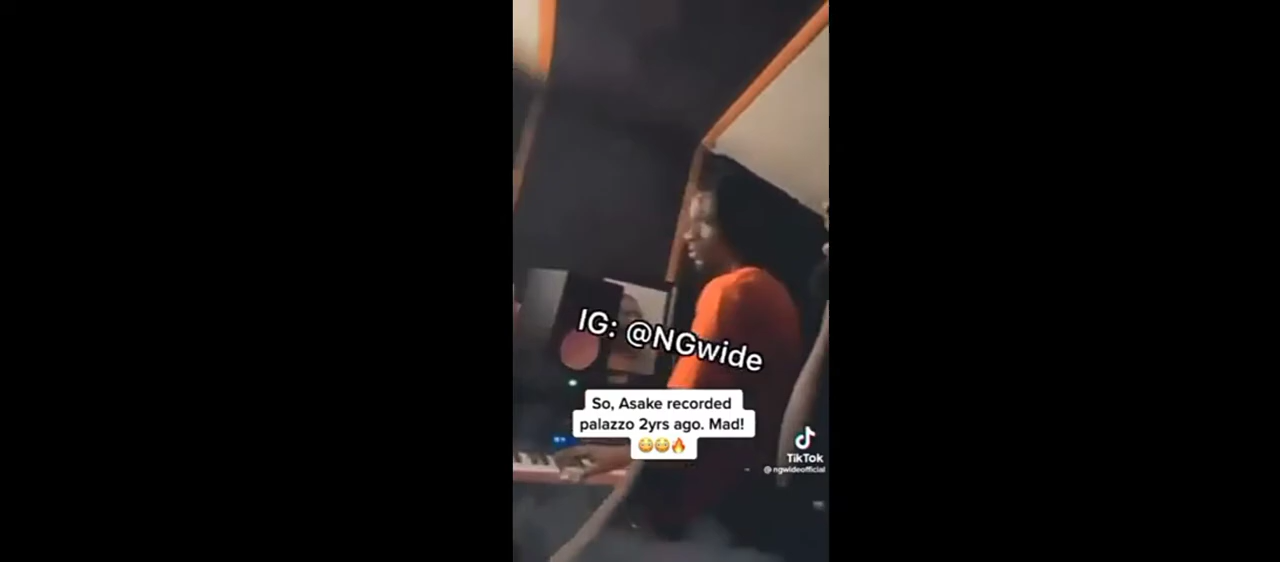 IG: @NGwide
So, Asake recorded
palazzo 2yrs ago. Mad!
😳😳🔥
TikTok
@ngwideofficial